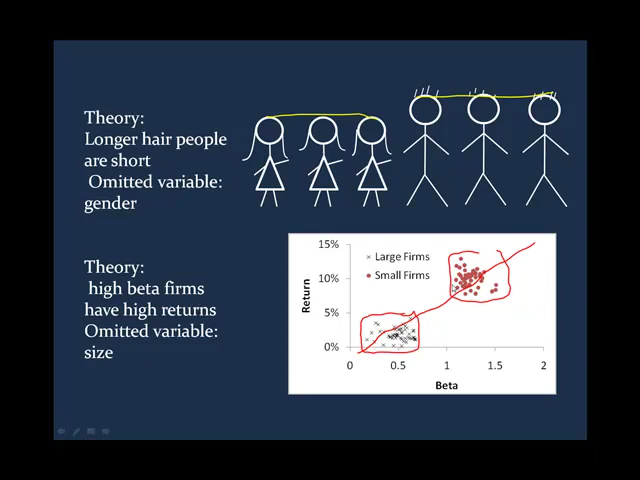 Theory:
Longer hair people
are short
Omitted variable:
gender
Theory:
high beta firms
have high returns
Omitted variable:
size
15%
10%
5%
0%
Return
Large Firms
Small Firms
0
0.5
1
1.5
2
Beta